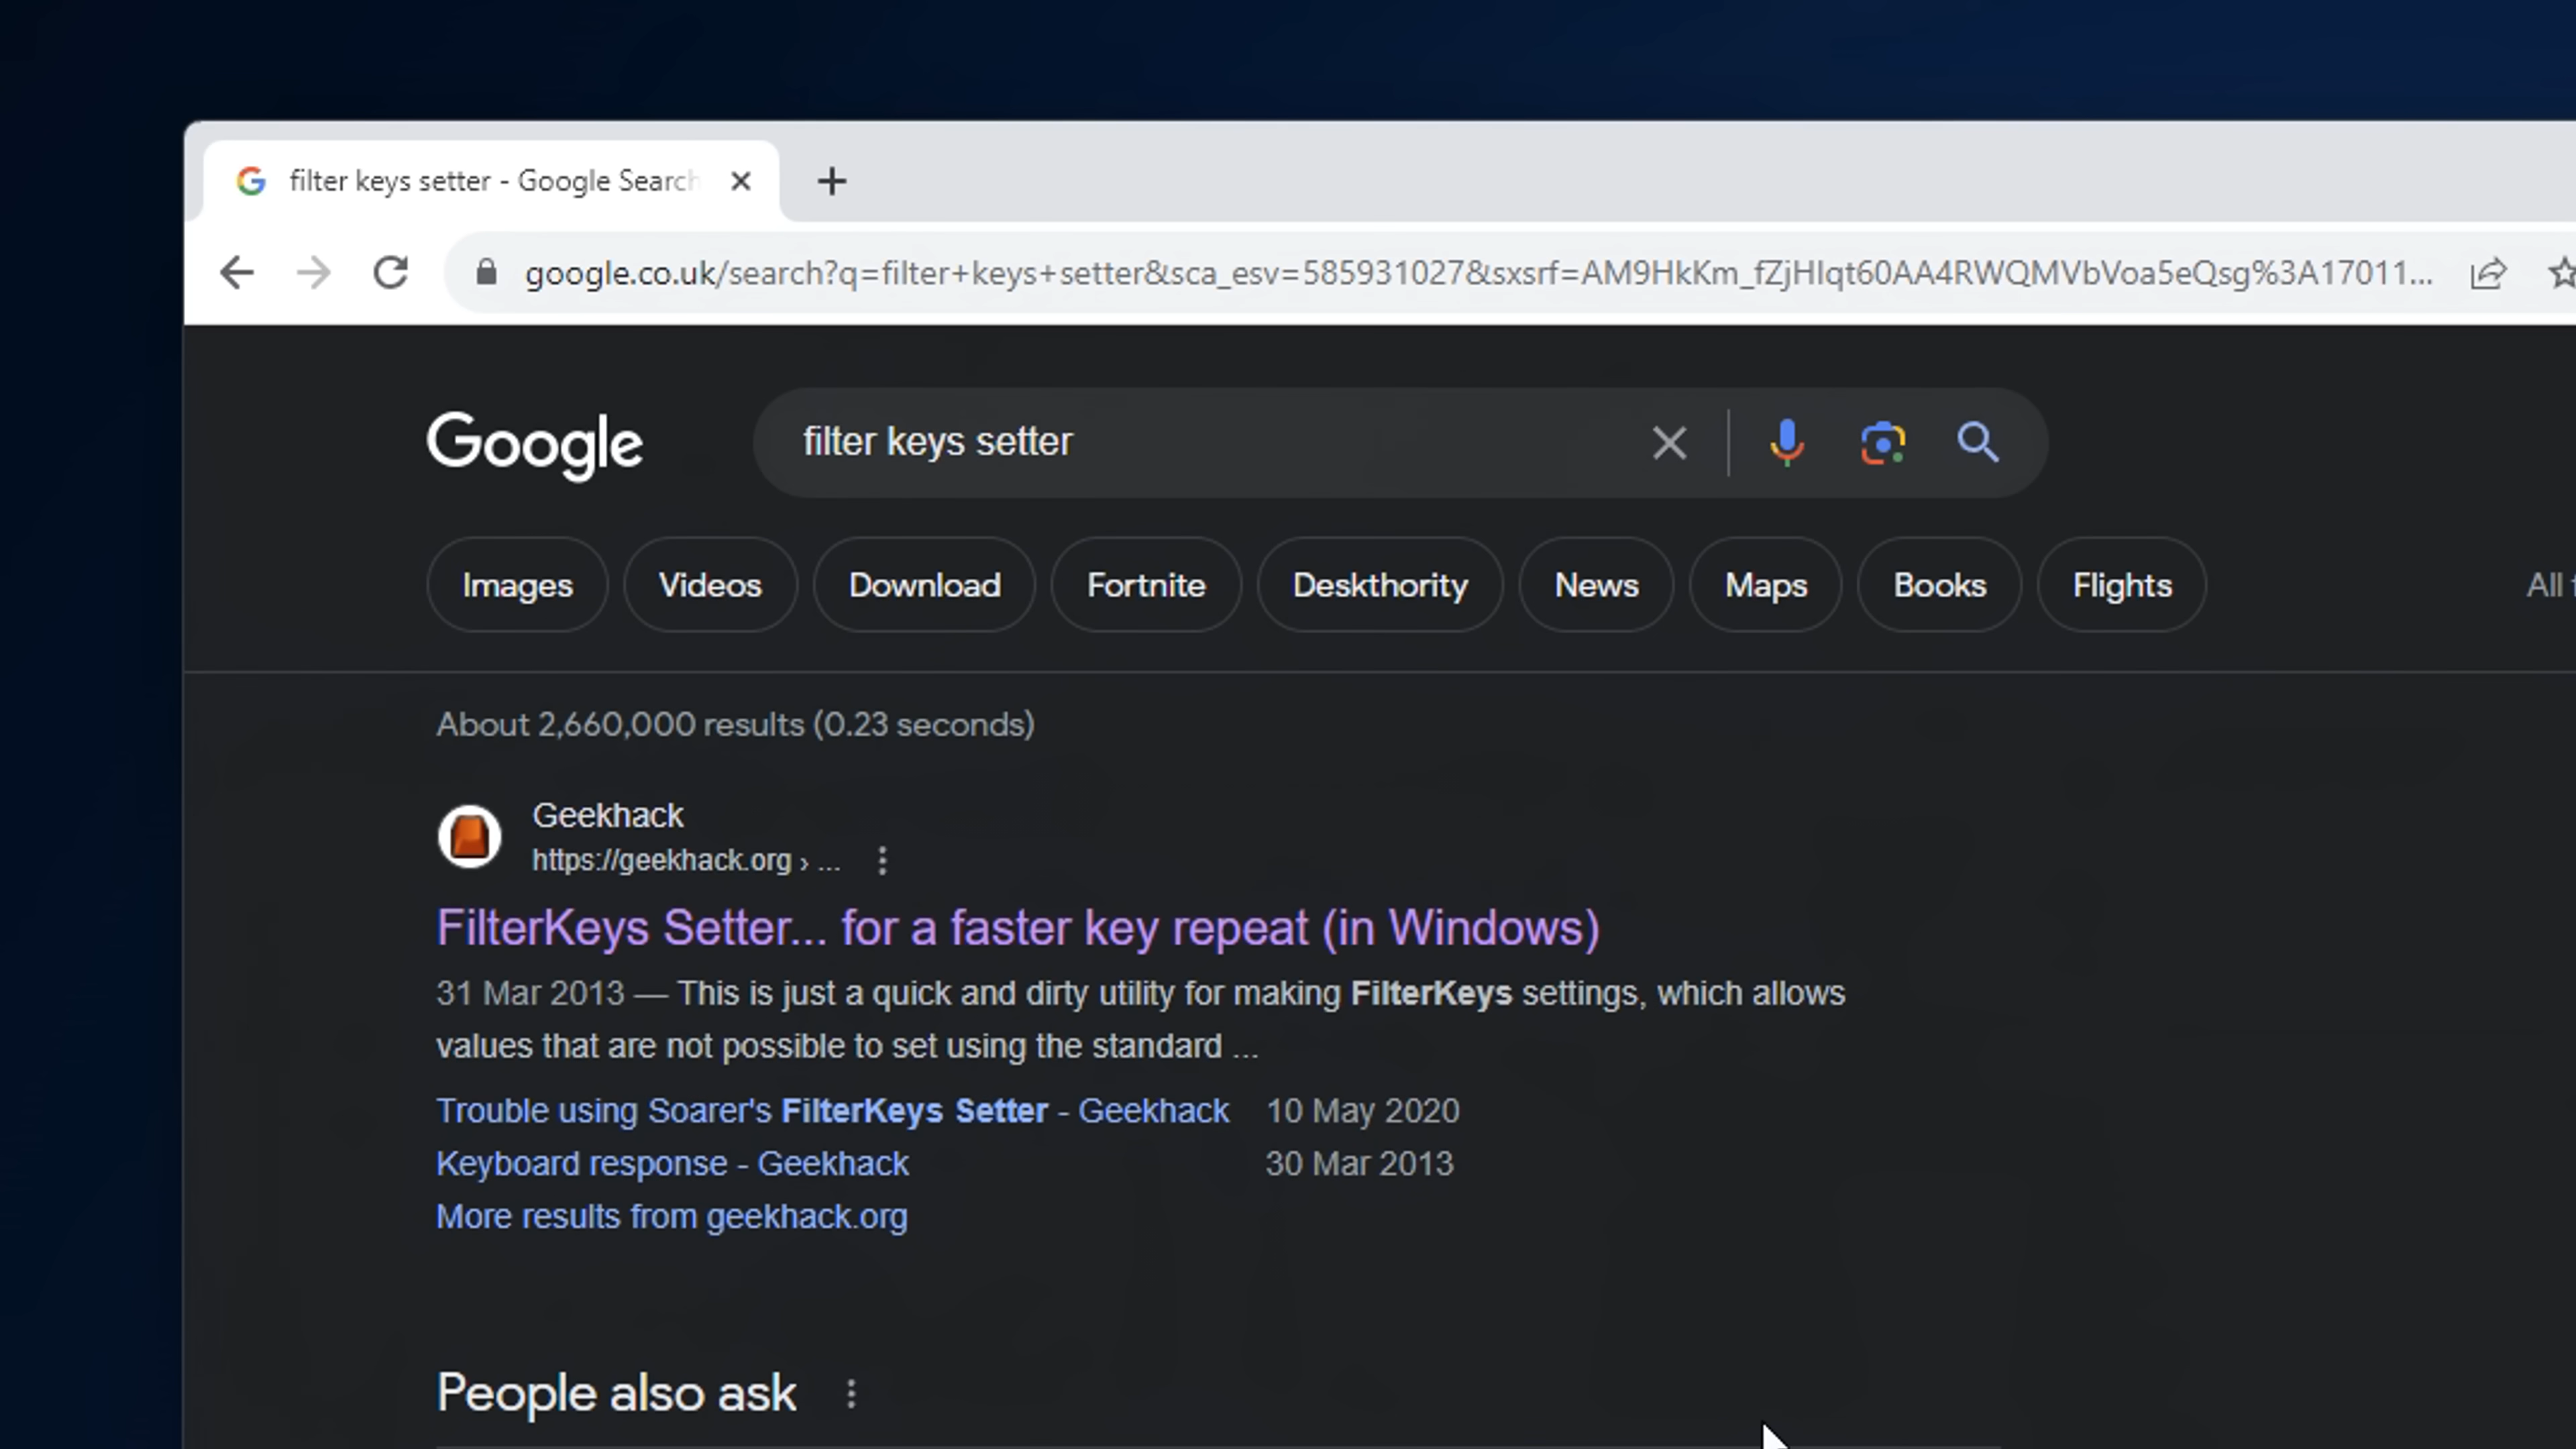 filter keys setter - Google Search
google.co.uk/search?q=filter+keys+setter&sca_esv=585931027&sxsrf=AM9HkKm_fZjHIqt60AA4RWQMVbVoa5eQsg%3A17011...
Google
filter keys setter
Images Videos Download Fortnite Deskthority News Maps Books Flights All
About 2,660,000 results (0.23 seconds)
Geekhack
https://geekhack.org › ...
FilterKeys Setter... for a faster key repeat (in Windows)
31 Mar 2013 — This is just a quick and dirty utility for making FilterKeys settings, which allows
values that are not possible to set using the standard ...
Trouble using Soarer's FilterKeys Setter - Geekhack 10 May 2020
Keyboard response - Geekhack 30 Mar 2013
More results from geekhack.org
People also ask